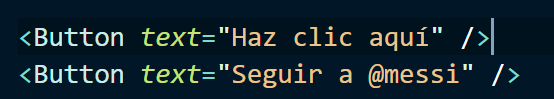 <Button text="Haz clic aquí" />
<Button text="Seguir a @messi" />